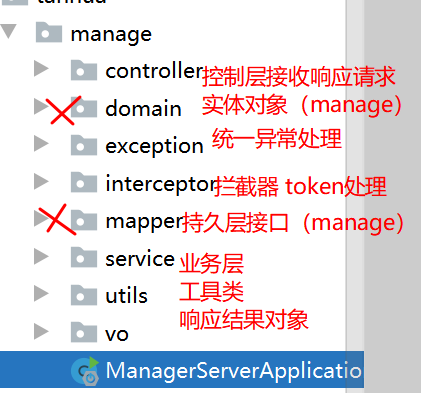 manage
controller 控制层接收响应请求
domain 实体对象（manage）
exception 统一异常处理
interceptor 拦截器 token处理
mapper 持久层接口（manage）
service 业务层
utils 工具类
vo 响应结果对象
ManagerServerApplicatio